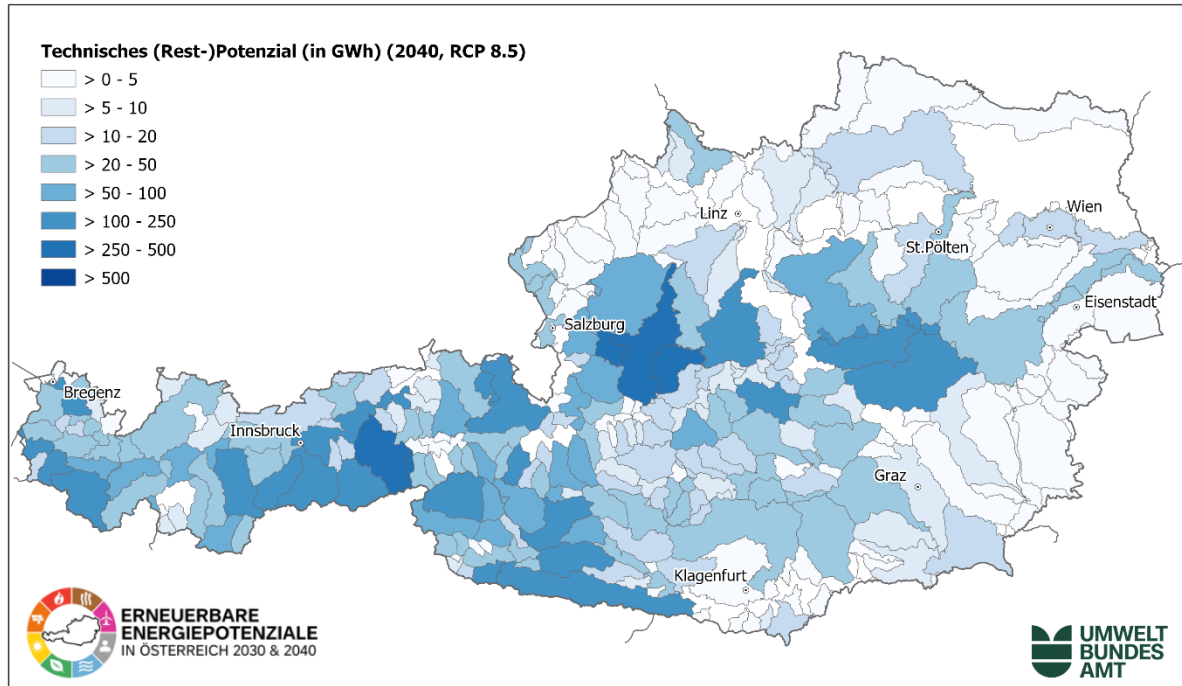 Technisches (Rest-)Potenzial (in GWh) (2040, RCP 8.5)
> 0 - 5
> 5 - 10
> 10 - 20
> 20 - 50
> 50 - 100
> 100 - 250
> 250 - 500
> 500
Linz
Wien
St.Pölten
Eisenstadt
Salzburg
Bregenz
Innsbruck
Graz
Klagenfurt
ERNEUERBARE
ENERGIEPOTENZIALE
IN ÖSTERREICH 2030 & 2040
UMWELT
BUNDES
AMT